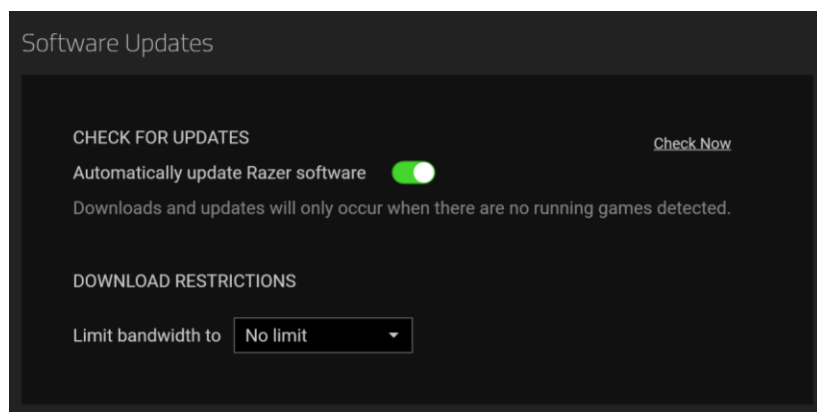 Software Updates
CHECK FOR UPDATES
Check Now
Automatically update Razer software
Downloads and updates will only occur when there are no running games detected.
DOWNLOAD RESTRICTIONS
Limit bandwidth to No limit